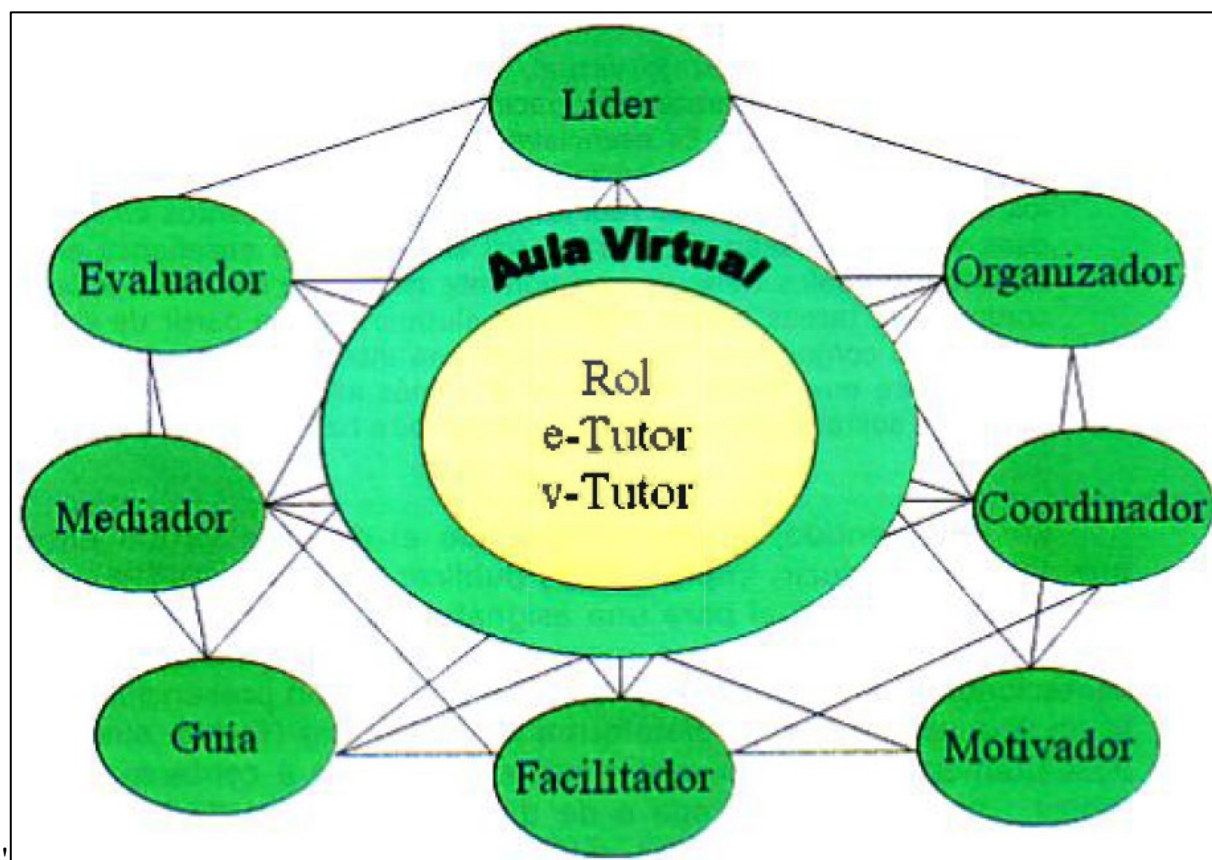 Líder
Aula Virtual
Evaluador
Organizador
Rol
e-Tutor
v-Tutor
Mediador
Coordinador
Guía
Facilitador
Motivador